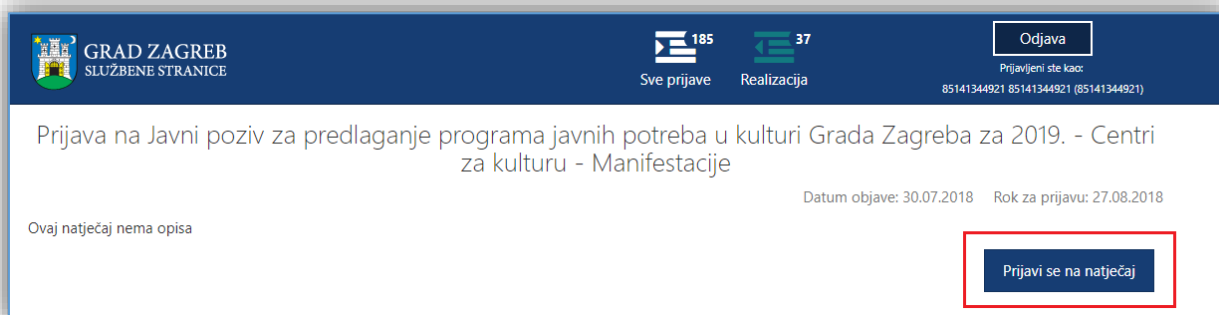 GRAD ZAGREB
SLUŽBENE STRANICE
185
Sve prijave
37
Realizacija
Odjava
Prijavljeni ste kao:
85141344921 85141344921 (85141344921)
Prijava na Javni poziv za predlaganje programa javnih potreba u kulturi Grada Zagreba za 2019. - Centri
za kulturu - Manifestacije
Datum objave: 30.07.2018 Rok za prijavu: 27.08.2018
Ovaj natječaj nema opisa
Prijavi se na natječaj